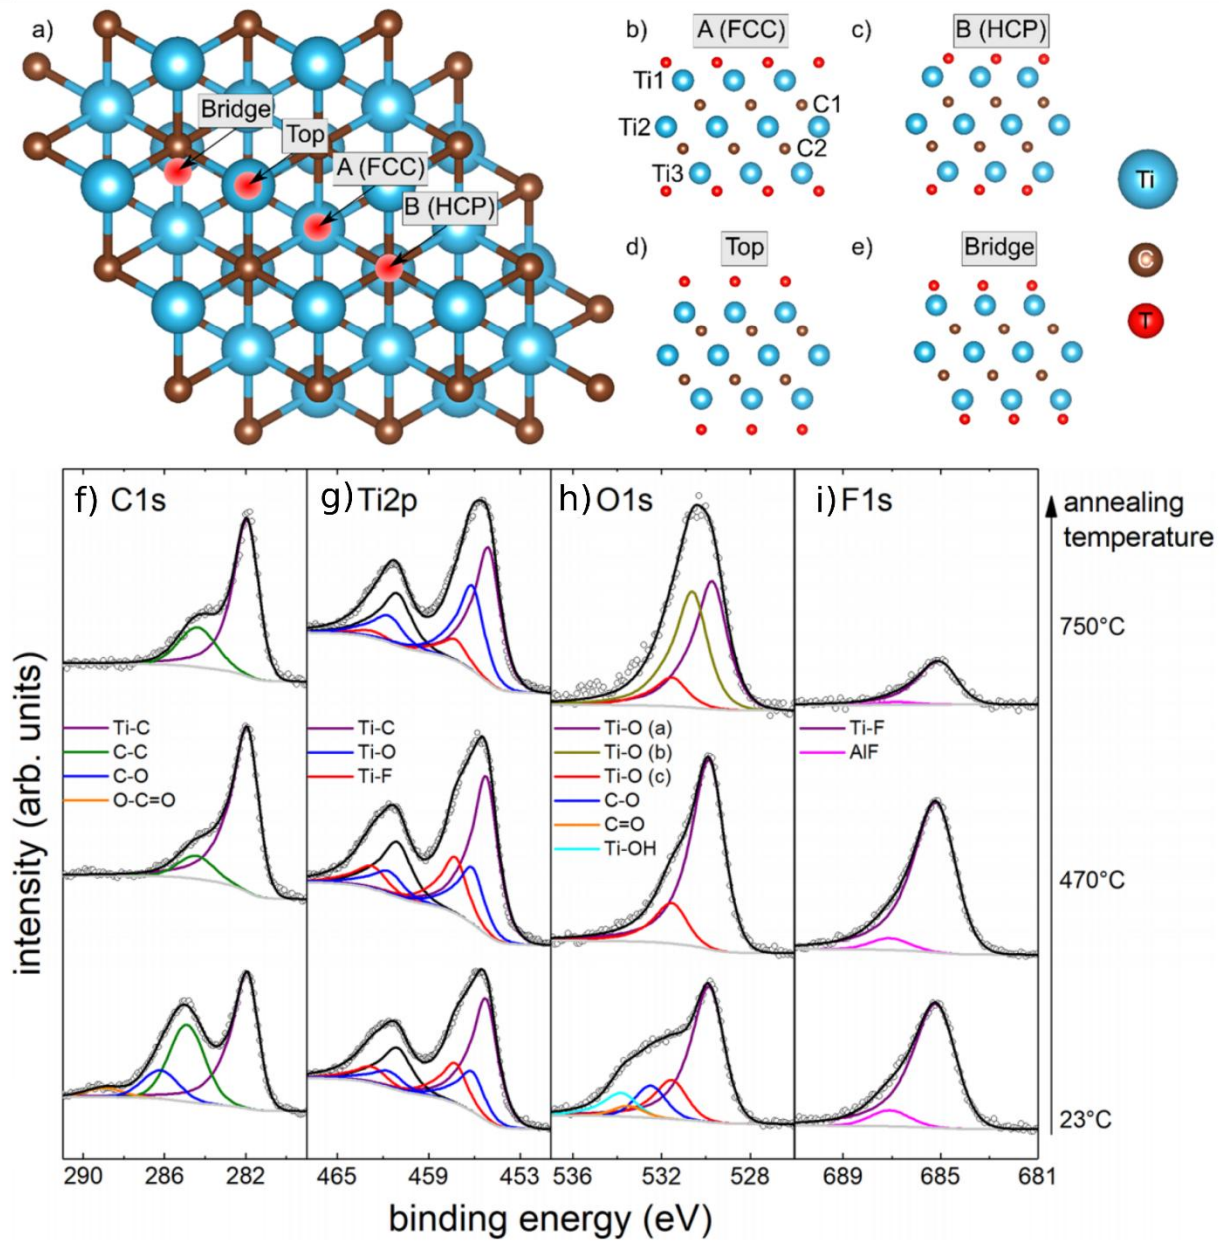 a)
Bridge
Top
A (FCC)
B (HCP)
b)
A (FCC)
Ti1
C1
Ti2
C2
Ti3
c)
B (HCP)
d)
Top
e)
Bridge
Ti
C
T
f) C1s
g) Ti2p
h) O1s
i) F1s
annealing
temperature
750°C
470°C
23°C
Ti-C
C-C
C-O
O-C=O
Ti-C
Ti-O
Ti-F
Ti-O (a)
Ti-O (b)
Ti-O (c)
C-O
C=O
Ti-OH
Ti-F
AlF
intensity (arb. units)
290 286 282 465 459 453 536 532 528 689 685 681
binding energy (eV)